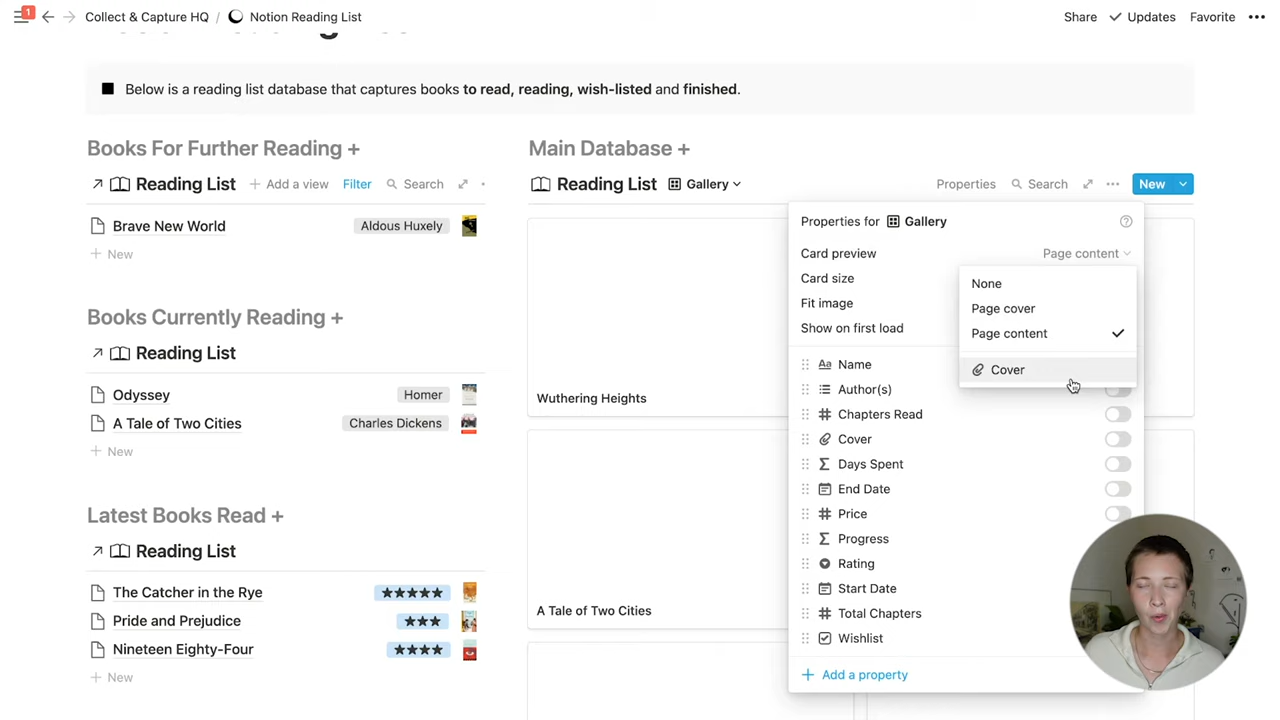 1
Collect & Capture HQ / Notion Reading List
Share Updates Favorite
Below is a reading list database that captures books to read, reading, wish-listed and finished.
Books For Further Reading +
Reading List + Add a view Filter Search
Brave New World Aldous Huxely
+ New
Books Currently Reading +
Reading List
Odyssey Homer
A Tale of Two Cities Charles Dickens
+ New
Latest Books Read +
Reading List
The Catcher in the Rye ★★★★★
Pride and Prejudice ★★★
Nineteen Eighty-Four ★★★★
+ New
Main Database +
Reading List Gallery Properties Search New
Wuthering Heights
A Tale of Two Cities
Properties for Gallery
Card preview Page content
Card size
Fit image
Show on first load
None
Page cover
Page content
Cover
Aa Name
Author(s)
Chapters Read
Cover
Days Spent
End Date
Price
Progress
Rating
Start Date
Total Chapters
Wishlist
+ Add a property